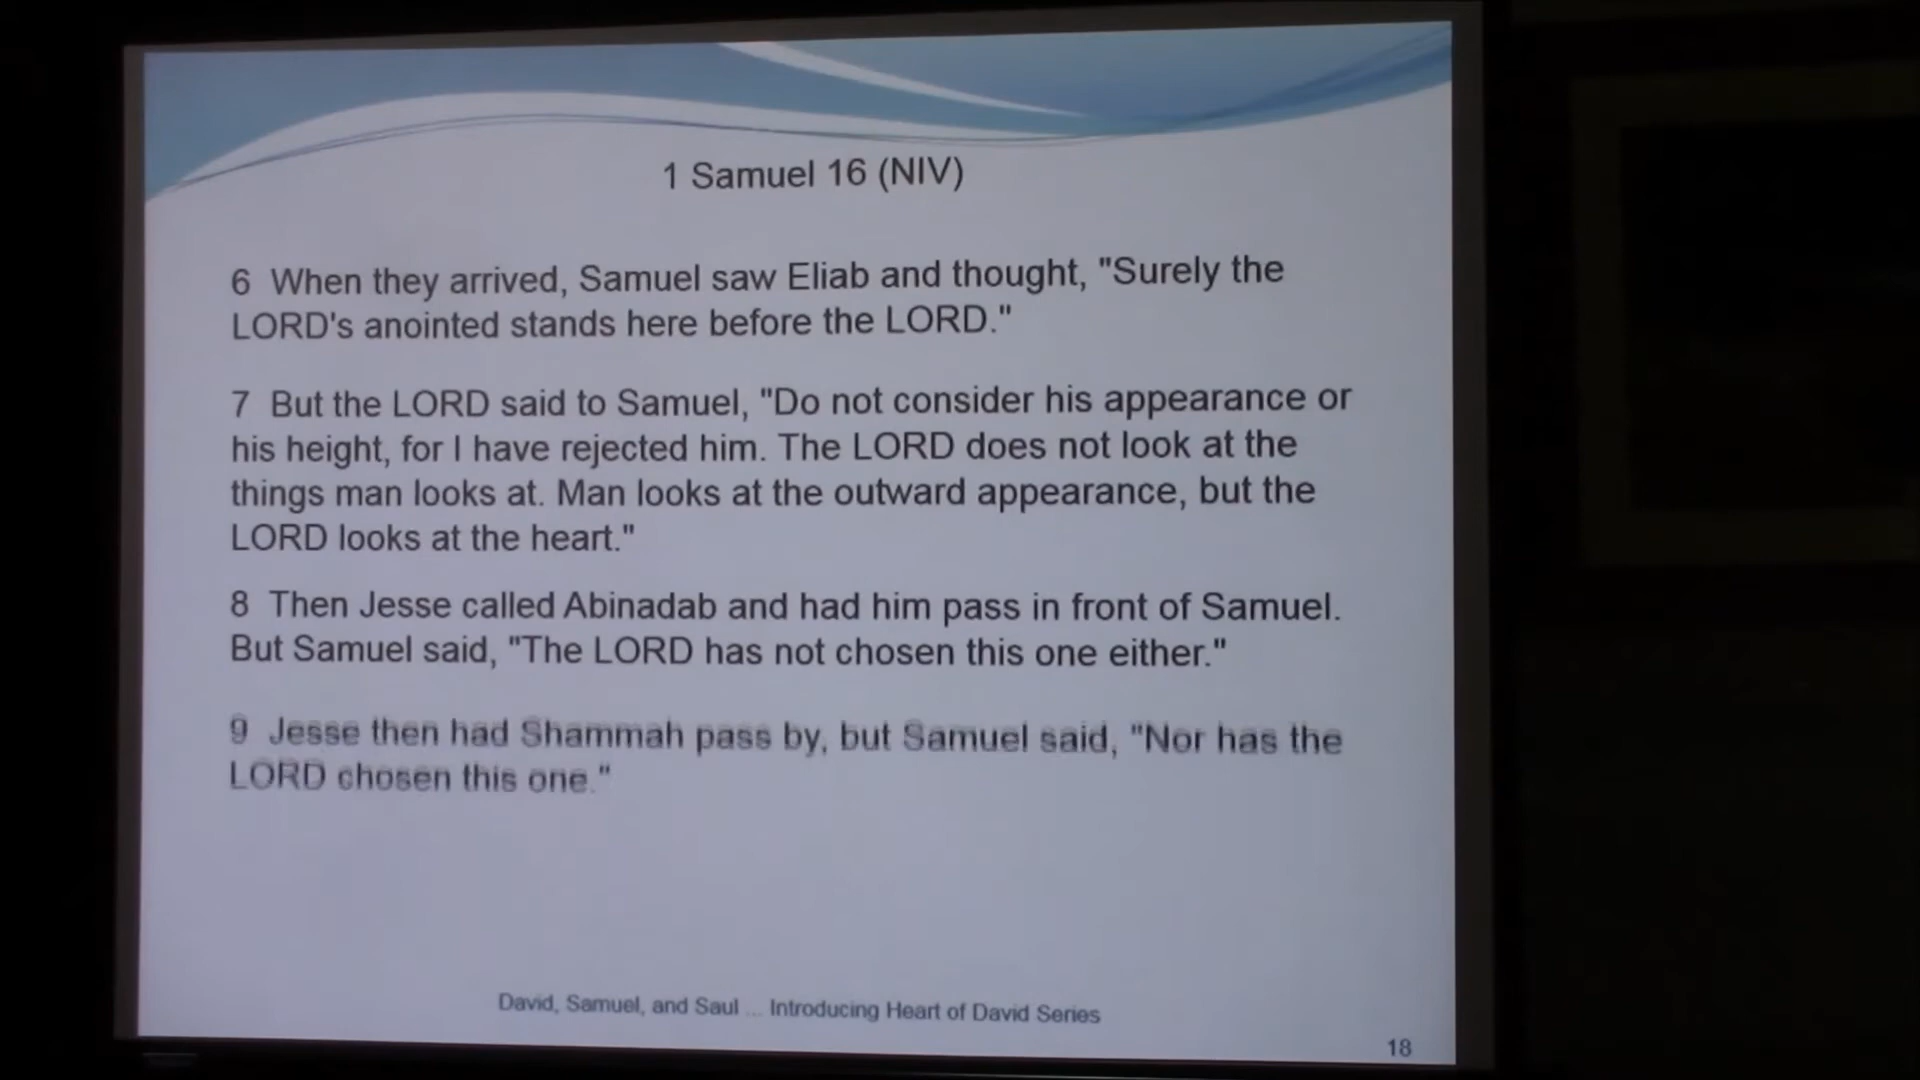 1 Samuel 16 (NIV)
6 When they arrived, Samuel saw Eliab and thought, "Surely the
LORD's anointed stands here before the LORD."
7 But the LORD said to Samuel, "Do not consider his appearance or
his height, for I have rejected him. The LORD does not look at the
things man looks at. Man looks at the outward appearance, but the
LORD looks at the heart."
8 Then Jesse called Abinadab and had him pass in front of Samuel.
But Samuel said, "The LORD has not chosen this one either."
9 Jesse then had Shammah pass by, but Samuel said, "Nor has the
LORD chosen this one."
David, Samuel, and Saul ... Introducing Heart of David Series
18